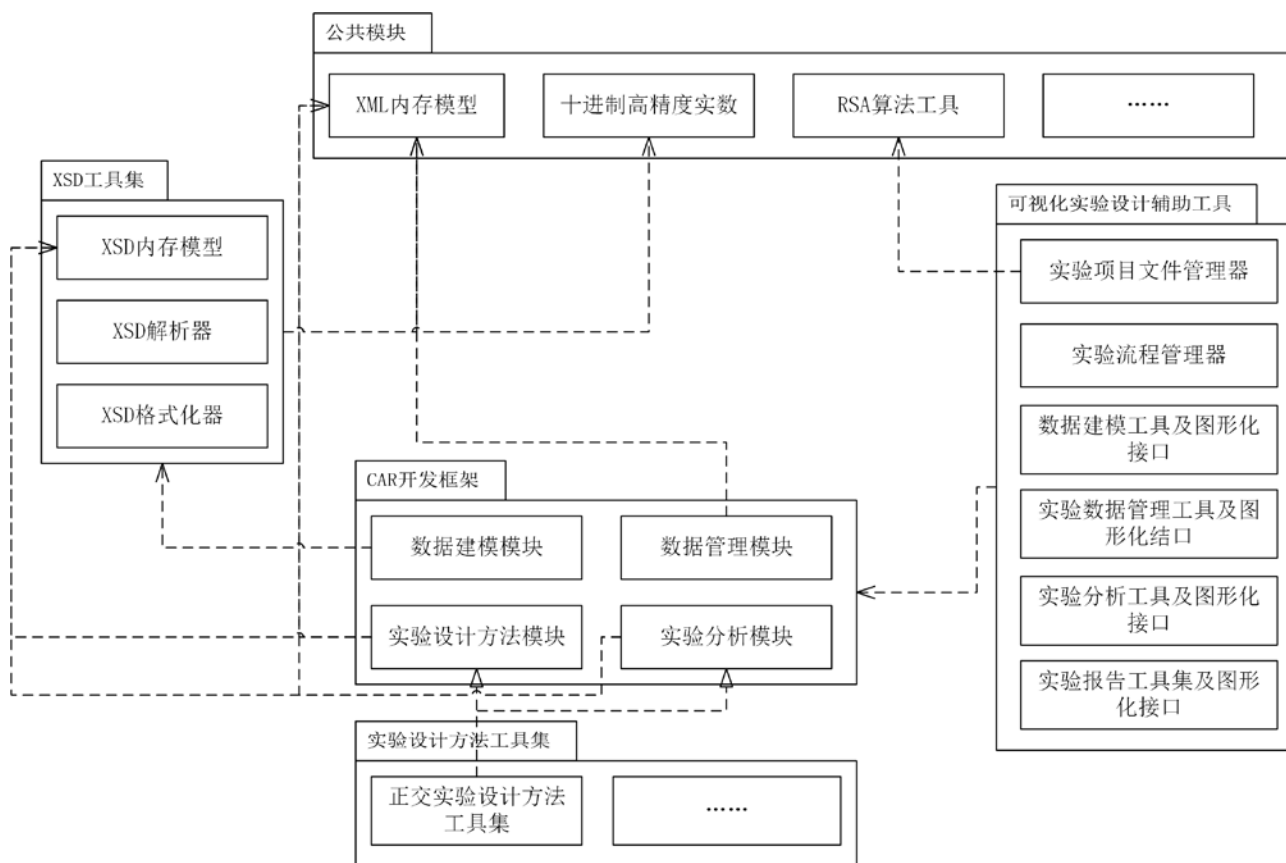 公共模块
XML内存模型
十进制高精度实数
RSA算法工具
……
XSD工具集
XSD内存模型
XSD解析器
XSD格式化器
可视化实验设计辅助工具
实验项目文件管理器
实验流程管理器
数据建模工具及图形化
接口
实验数据管理工具及图
形化结口
实验分析工具及图形化
接口
实验报告工具集及图形
化接口
CAR开发框架
数据建模模块
数据管理模块
实验设计方法模块
实验分析模块
实验设计方法工具集
正交实验设计方法
工具集
……